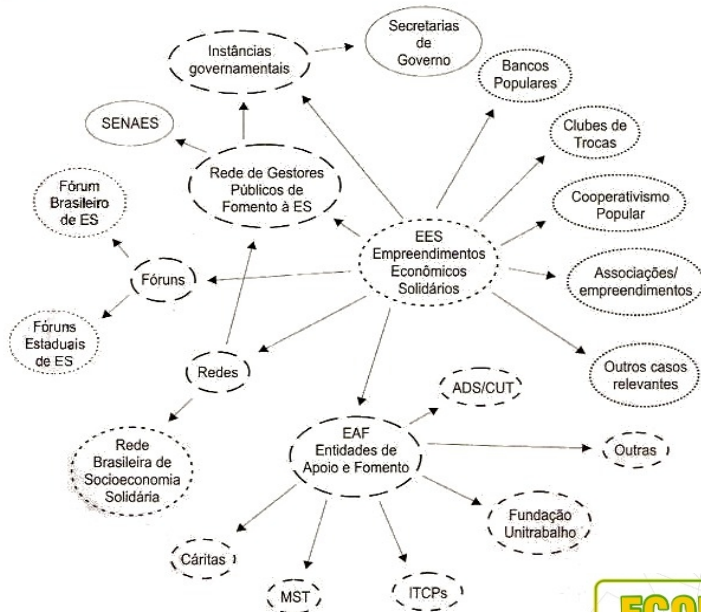 Secretarias
de
Governo
Instâncias
governamentais
Bancos
Populares
SENAES
Clubes de
Trocas
Rede de Gestores
Públicos de
Fomento à ES
Fórum
Brasileiro
de ES
Cooperativismo
Popular
EES
Empreendimentos
Econômicos
Solidários
Fóruns
Associações/
empreendimentos
Fóruns
Estaduais
de ES
Redes
Outros casos
relevantes
ADS/CUT
EAF
Entidades de
Apoio e Fomento
Outras
Rede
Brasileira de
Socioeconomia
Solidária
Fundação
Unitrabalho
Cáritas
MST
ITCPs